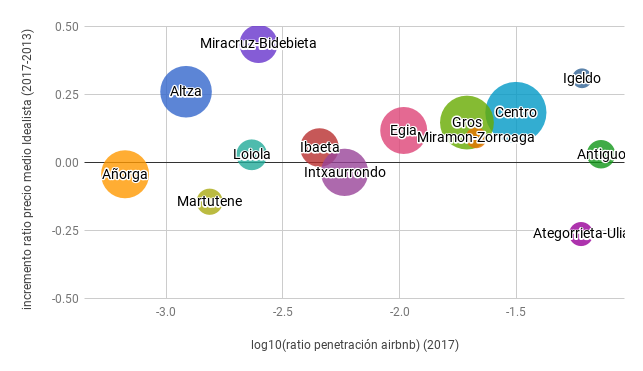 0.50
0.25
0.00
-0.25
-0.50
incremento ratio precio medio Idealista (2017-2013)
Miracruz-Bidebieta
Altza
Igeldo
Centro
Gros
Egia
Miramon-Zorroaga
Ibaeta
Loiola
Antiguo
Añorga
Intxaurrondo
Martutene
Ategorrieta-Ulia
-3.0
-2.5
-2.0
-1.5
log10(ratio penetración airbnb) (2017)